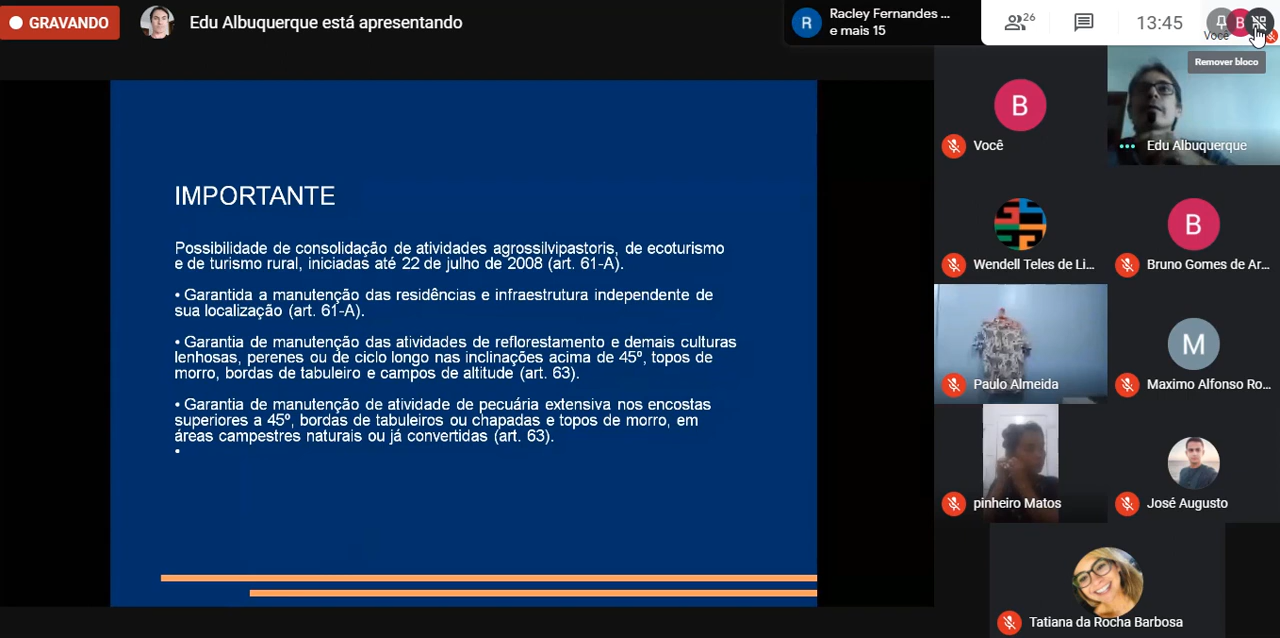 GRAVANDO
Edu Albuquerque está apresentando
R
Racley Fernandes ...
e mais 15
26
13:45
B
Você
Remover bloco
IMPORTANTE
Possibilidade de consolidação de atividades agrossilvipastoris, de ecoturismo
e de turismo rural, iniciadas até 22 de julho de 2008 (art. 61-A).
• Garantida a manutenção das residências e infraestrutura independente de
sua localização (art. 61-A).
• Garantia de manutenção das atividades de reflorestamento e demais culturas
lenhosas, perenes ou de ciclo longo nas inclinações acima de 45º, topos de
morro, bordas de tabuleiro e campos de altitude (art. 63).
• Garantia de manutenção de atividade de pecuária extensiva nos encostas
superiores a 45º, bordas de tabuleiros ou chapadas e topos de morro, em
áreas campestres naturais ou já convertidas (art. 63).
•
B
Você
Edu Albuquerque
Wendell Teles de Li...
B
Bruno Gomes de Ar...
Paulo Almeida
M
Maximo Alfonso Ro...
pinheiro Matos
José Augusto
Tatiana da Rocha Barbosa